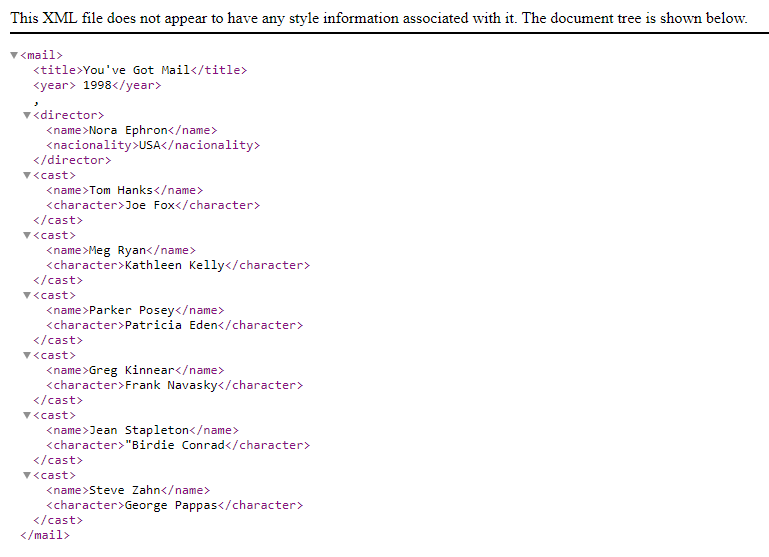 This XML file does not appear to have any style information associated with it. The document tree is shown below.
▼<mail>
<title>You've Got Mail</title>
<year> 1998</year>
,
▼<director>
<name>Nora Ephron</name>
<nacionality>USA</nacionality>
</director>
▼<cast>
<name>Tom Hanks</name>
<character>Joe Fox</character>
</cast>
▼<cast>
<name>Meg Ryan</name>
<character>Kathleen Kelly</character>
</cast>
▼<cast>
<name>Parker Posey</name>
<character>Patricia Eden</character>
</cast>
▼<cast>
<name>Greg Kinnear</name>
<character>Frank Navasky</character>
</cast>
▼<cast>
<name>Jean Stapleton</name>
<character>"Birdie Conrad</character>
</cast>
▼<cast>
<name>Steve Zahn</name>
<character>George Pappas</character>
</cast>
</mail>